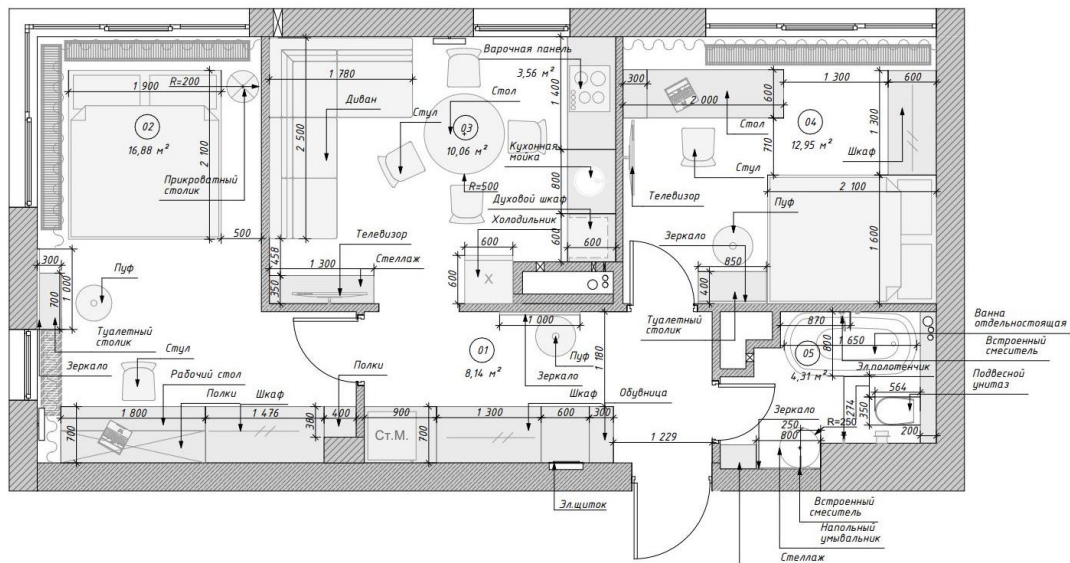 R=200
1 900
02
16,88 м²
2 100
Прикроватный
столик
500
300
1 000
700
Пуф
Туалетный
столик
Стул
Зеркало
Рабочий стол
Полки
Шкаф
1 800
1 476
700
380
400
Полки
1 780
Диван
2 500
Стул
Стол
03
10,06 м²
R=500
Варочная панель
3,56 м²
1 400
Кухонная
мойка
800
Духовой шкаф
Холодильник
600
600
600
600
Телевизор
458
350
1 300
Стеллаж
X
1 000
1 180
01
8,14 м²
Пуф
Зеркало
Шкаф
Обувница
900
1 300
600
300
Ст.М.
700
1 229
Эл.щиток
300
2 000
600
710
Стол
Стул
Телевизор
1 300
600
04
12,95 м²
1 300
Шкаф
2 100
1 600
Пуф
Зеркало
850
400
Туалетный
столик
870
800
1 650
05
4,31 м²
Эл.полотенчик
564
350
1 274
200
Зеркало
250
800
R=250
Ванна
отдельностоящая
Встроенный
смеситель
Подвесной
унитаз
Встроенный
смеситель
Напольный
умывальник
Стеллаж